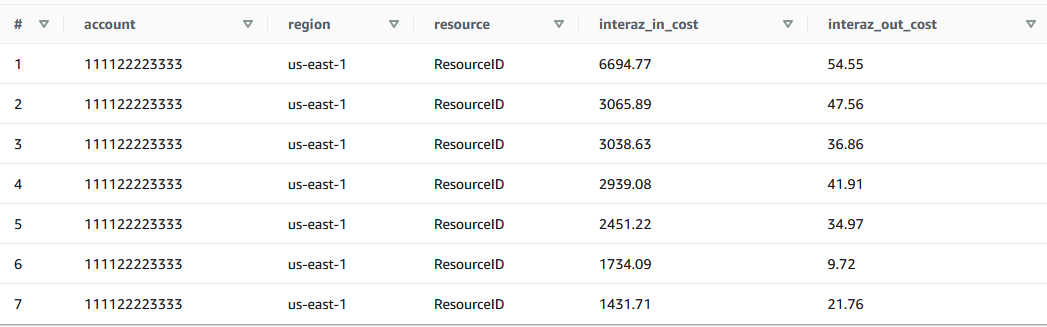 # account region resource interaz_in_cost interaz_out_cost
1 111122223333 us-east-1 ResourceID 6694.77 54.55
2 111122223333 us-east-1 ResourceID 3065.89 47.56
3 111122223333 us-east-1 ResourceID 3038.63 36.86
4 111122223333 us-east-1 ResourceID 2939.08 41.91
5 111122223333 us-east-1 ResourceID 2451.22 34.97
6 111122223333 us-east-1 ResourceID 1734.09 9.72
7 111122223333 us-east-1 ResourceID 1431.71 21.76